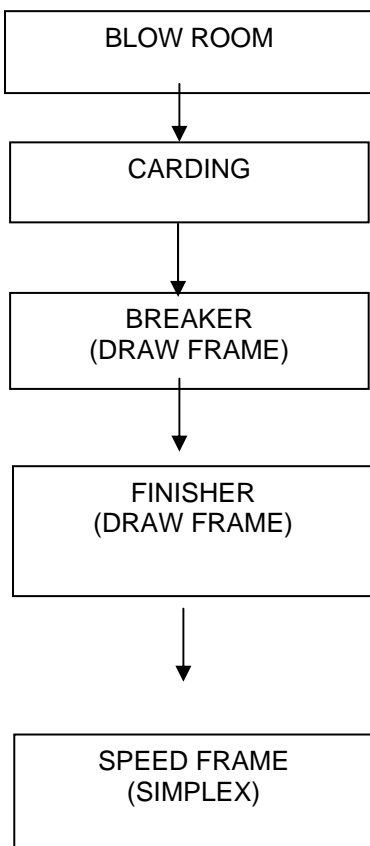 BLOW ROOM
CARDING
BREAKER
(DRAW FRAME)
FINISHER
(DRAW FRAME)
SPEED FRAME
(SIMPLEX)